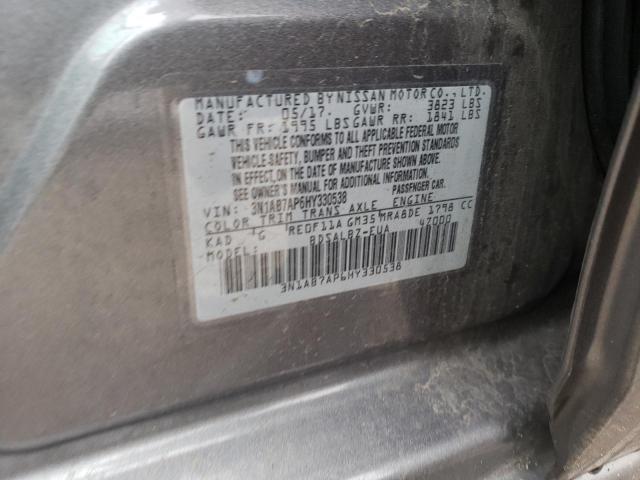 MANUFACTURED BY NISSAN MOTOR CO., LTD.
DATE: 05/17. GVWR: 3823 LBS
GAWR FR: 1995 LBS GAWR RR: 1841 LBS
THIS VEHICLE CONFORMS TO ALL APPLICABLE FEDERAL MOTOR
VEHICLE SAFETY, BUMPER AND THEFT PREVENTION STANDARDS
IN EFFECT ON THE DATE OF MANUFACTURE SHOWN ABOVE.
SEE OWNER'S MANUAL FOR ADDITIONAL INFORMATION.
VIN: 3N1AB7AP6HY330538 PASSENGER CAR.
COLOR TRIM TRANS AXLE ENGINE
KAD G RE0F11A GM35 MRA8DE 1798 CC
BDSALBZ-EUA 47000
3N1AB7AP6HY330538